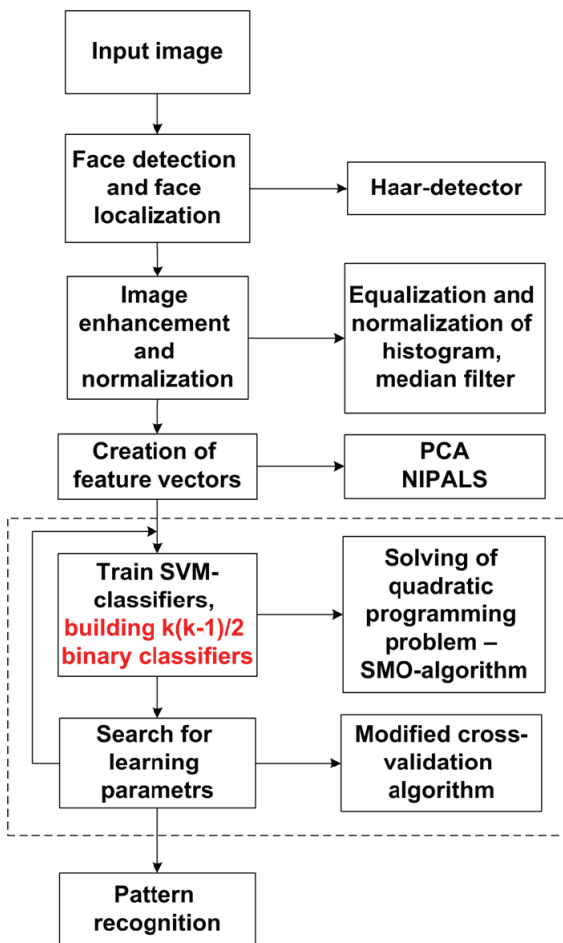 Input image
Face detection
and face
localization
Haar-detector
Image
enhancement
and
normalization
Equalization and
normalization of
histogram,
median filter
Creation of
feature vectors
PCA
NIPALS
Train SVM-
classifiers,
building k(k-1)/2
binary classifiers
Solving of
quadratic
programming
problem –
SMO-algorithm
Search for
learning
parametrs
Modified cross-
validation
algorithm
Pattern
recognition